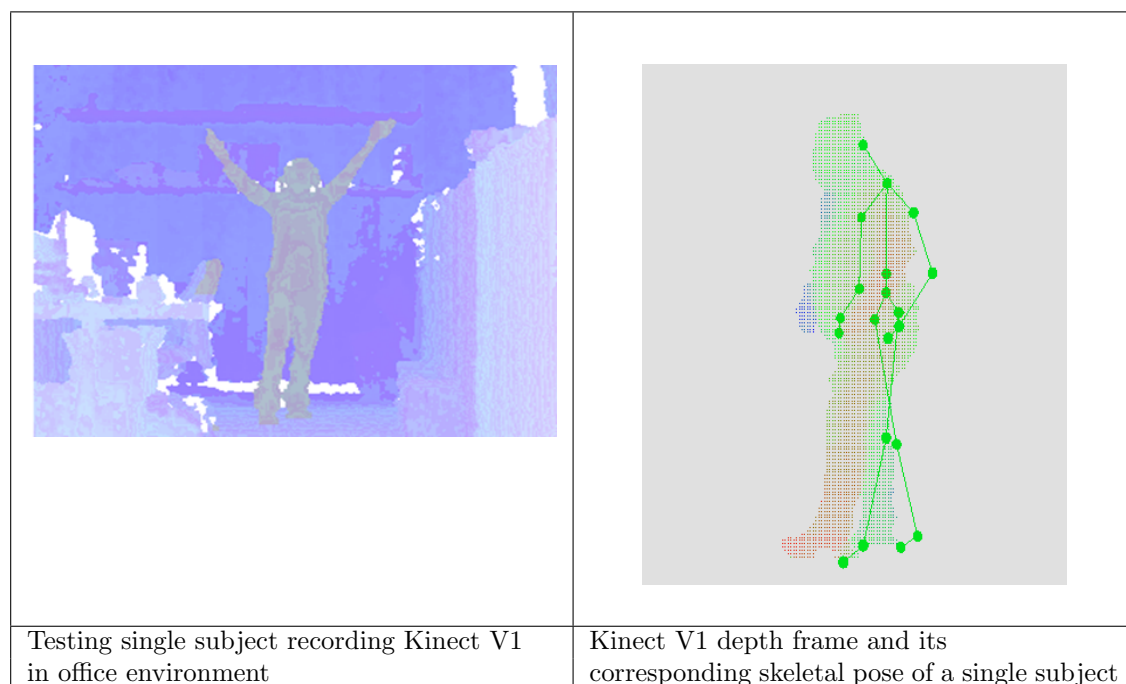 Testing single subject recording Kinect V1
in office environment
Kinect V1 depth frame and its
corresponding skeletal pose of a single subject